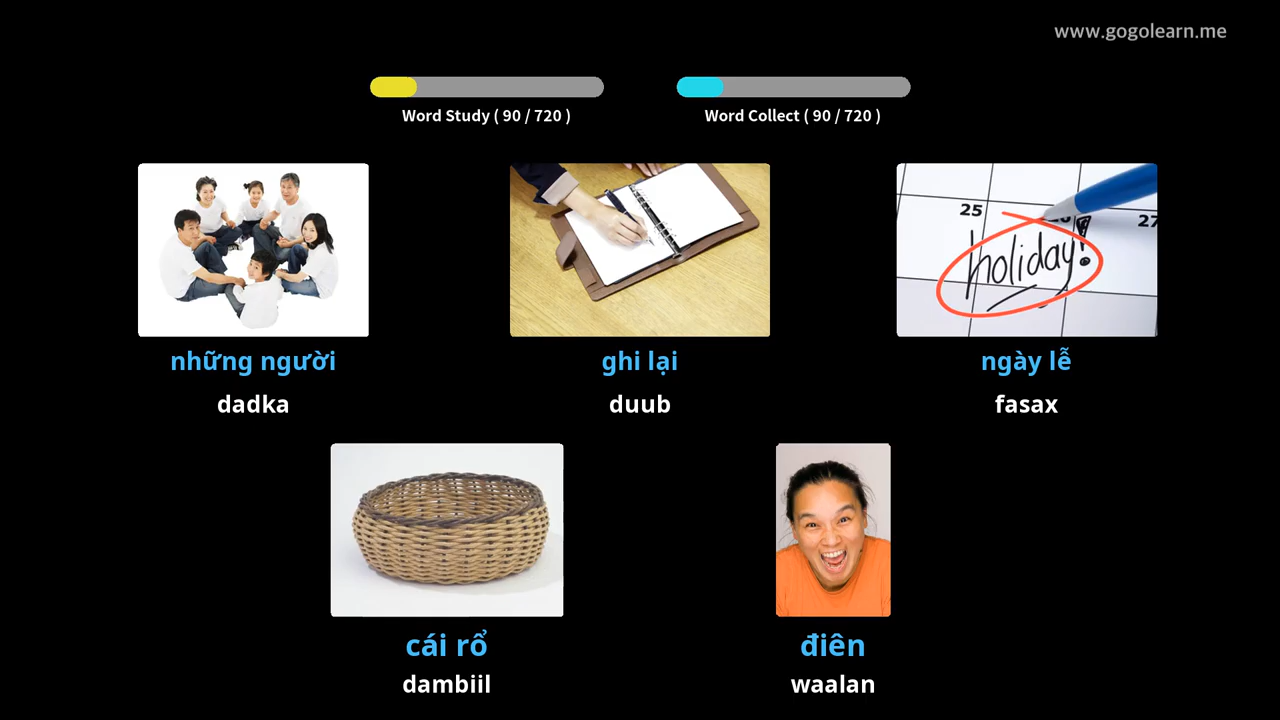 www.gogolearn.me
Word Study ( 90 / 720 )
Word Collect ( 90 / 720 )
25
27
holiday!
những người
ghi lại
ngày lễ
dadka
duub
fasax
cái rổ
điên
dambiil
waalan